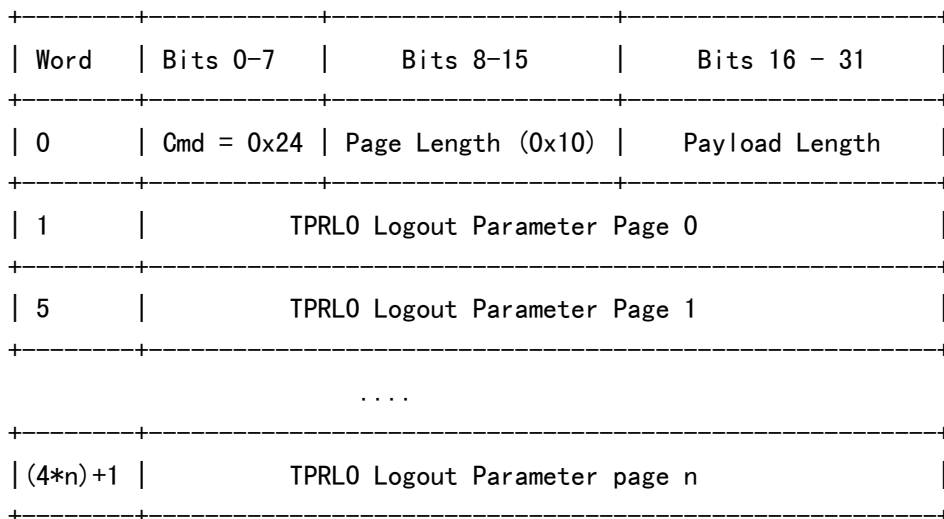 +--------+------------+--------------------+----------------------+
| Word | Bits 0-7 | Bits 8-15 | Bits 16 - 31 |
+--------+------------+--------------------+----------------------+
| 0 | Cmd = 0x24 | Page Length (0x10) | Payload Length |
+--------+------------+--------------------+----------------------+
| 1 | TPRLO Logout Parameter Page 0 |
+--------+--------------------------------------------------------+
| 5 | TPRLO Logout Parameter Page 1 |
+--------+--------------------------------------------------------+
....
+--------+--------------------------------------------------------+
|(4*n)+1 | TPRLO Logout Parameter page n |
+--------+--------------------------------------------------------+